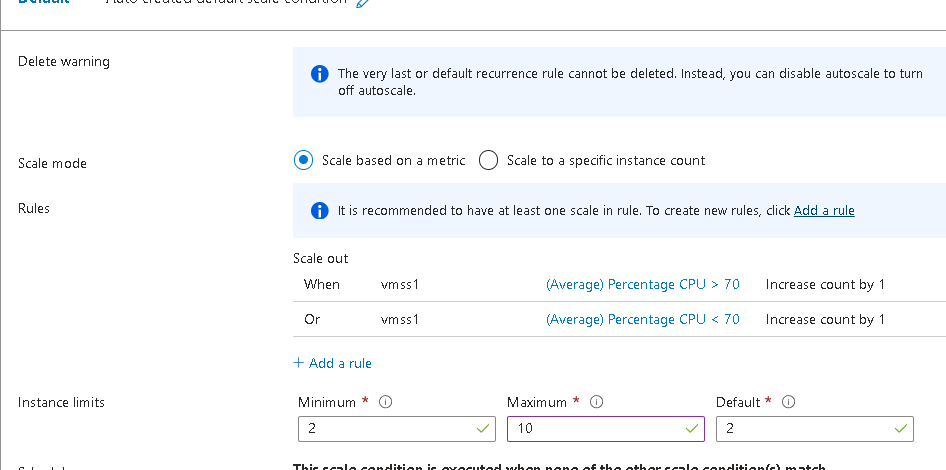 Default Auto created default scale condition
Delete warning
The very last or default recurrence rule cannot be deleted. Instead, you can disable autoscale to turn
off autoscale.
Scale mode
Scale based on a metric Scale to a specific instance count
Rules
It is recommended to have at least one scale in rule. To create new rules, click Add a rule
Scale out
When vmss1 (Average) Percentage CPU > 70 Increase count by 1
Or vmss1 (Average) Percentage CPU < 70 Increase count by 1
+ Add a rule
Instance limits
Minimum * Maximum * Default *
2 10 2
This scale condition is executed when none of the other scale condition(s) match